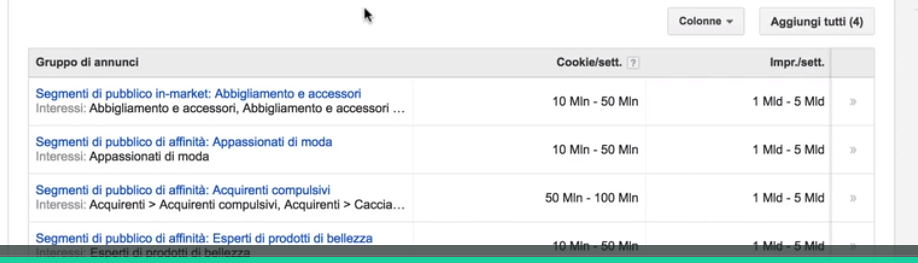 Colonne Aggiungi tutti (4)
Gruppo di annunci Cookie/sett. ? Impr./sett.
Segmenti di pubblico in-market: Abbigliamento e accessori
Interessi: Abbigliamento e accessori, Abbigliamento e accessori ... 10 Mln - 50 Mln 1 Mld - 5 Mld »
Segmenti di pubblico di affinità: Appassionati di moda
Interessi: Appassionati di moda 10 Mln - 50 Mln 1 Mld - 5 Mld »
Segmenti di pubblico di affinità: Acquirenti compulsivi
Interessi: Acquirenti > Acquirenti compulsivi, Acquirenti > Caccia... 50 Mln - 100 Mln 1 Mld - 5 Mld »
Segmenti di pubblico di affinità: Esperti di prodotti di bellezza
Interessi: Esperti di prodotti di bellezza 10 Mln - 50 Mln 1 Mld - 5 Mld »